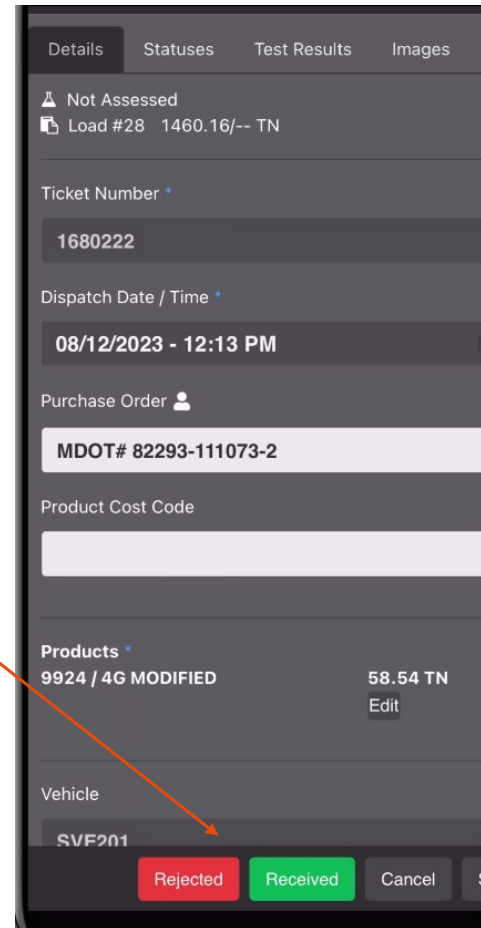 Details Statuses Test Results Images
Not Assessed
Load #28 1460.16/-- TN
Ticket Number *
1680222
Dispatch Date / Time *
08/12/2023 - 12:13 PM
Purchase Order
MDOT# 82293-111073-2
Product Cost Code
Products *
9924 / 4G MODIFIED 58.54 TN
Edit
Vehicle
SVF201
Rejected Received Cancel